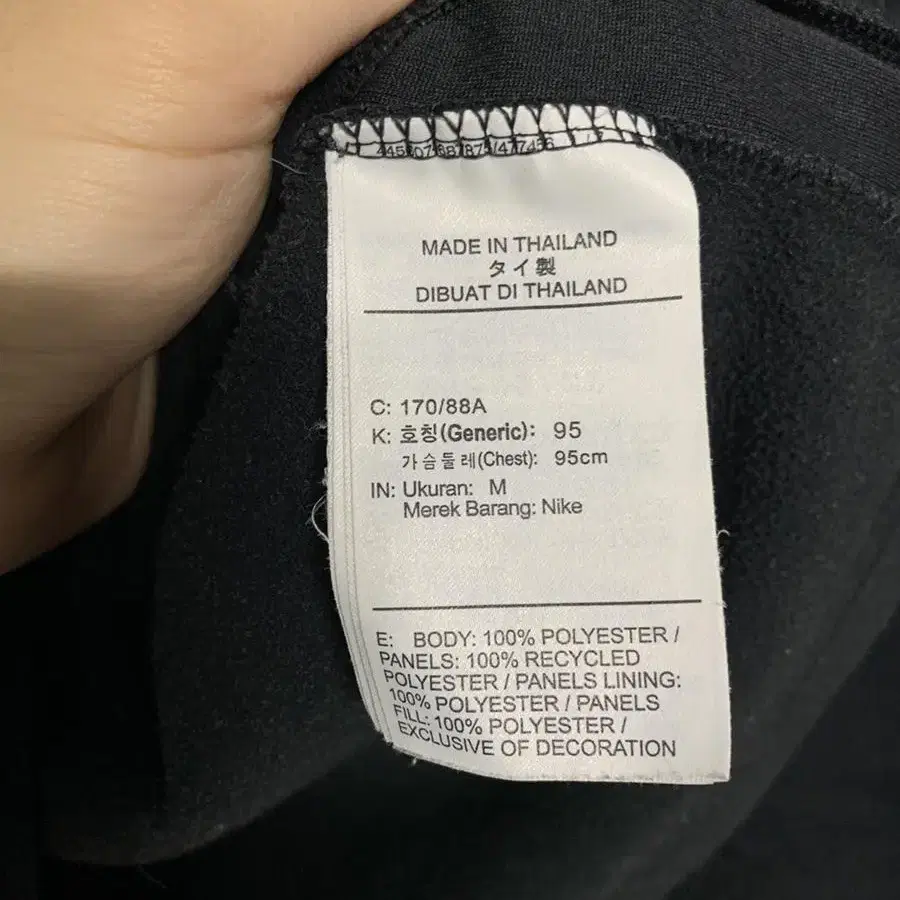 MADE IN THAILAND
タイ製
DIBUAT DI THAILAND
C: 170/88A
K: 호칭(Generic): 95
가슴둘레(Chest): 95cm
IN: Ukuran: M
Merek Barang: Nike
E: BODY: 100% POLYESTER /
PANELS: 100% RECYCLED
POLYESTER / PANELS LINING:
100% POLYESTER / PANELS
FILL: 100% POLYESTER /
EXCLUSIVE OF DECORATION